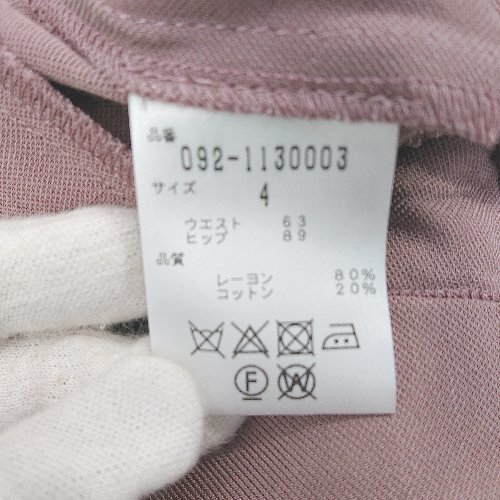 品番
092-1130003
サイズ
4
ウエスト 63
ヒップ 89
品質
レーヨン 80%
コットン 20%
F W